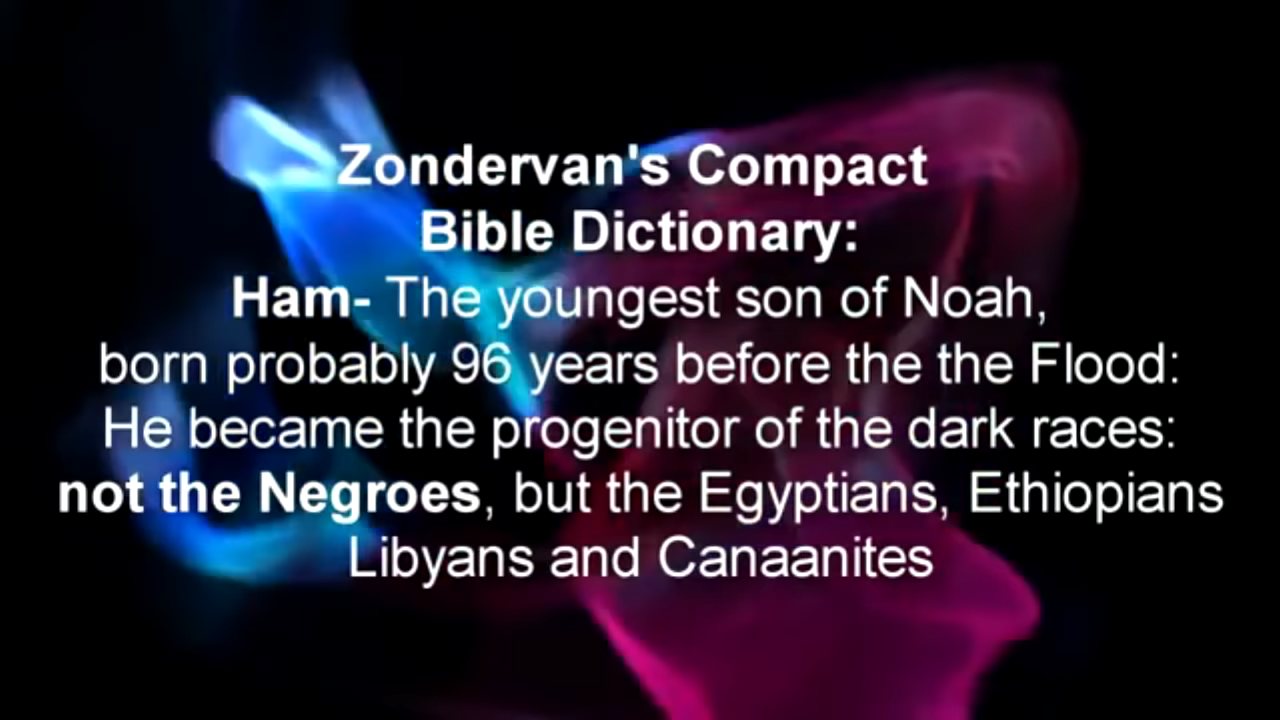 Zondervan's Compact
Bible Dictionary:
Ham- The youngest son of Noah,
born probably 96 years before the the Flood:
He became the progenitor of the dark races:
not the Negroes, but the Egyptians, Ethiopians
Libyans and Canaanites